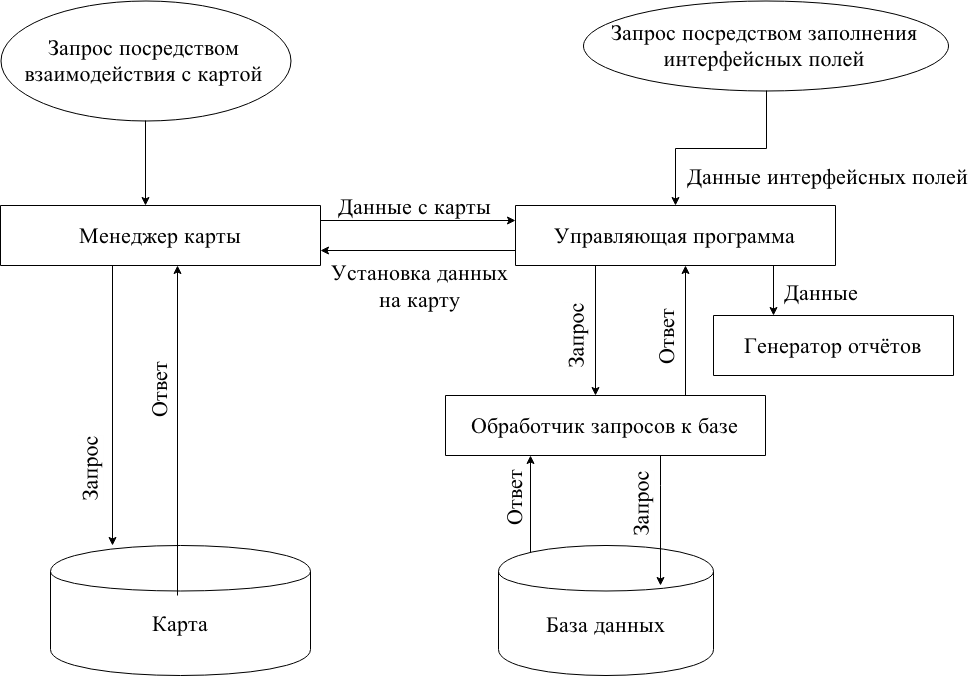 Запрос посредством
взаимодействия с картой
Запрос посредством заполнения
интерфейсных полей
Данные интерфейсных полей
Данные с карты
Менеджер карты
Управляющая программа
Установка данных
на карту
Данные
Запрос
Ответ
Генератор отчётов
Ответ
Запрос
Обработчик запросов к базе
Ответ
Запрос
Карта
База данных